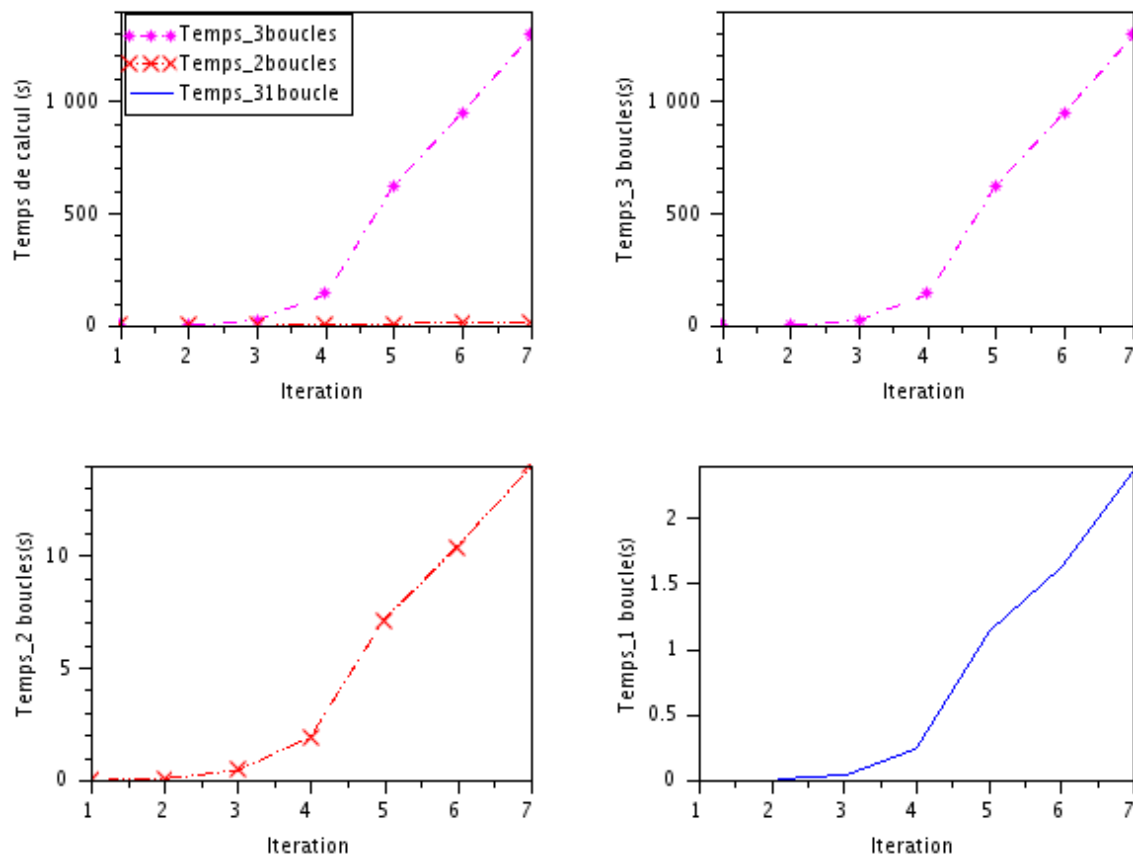 Temps_3boucles
Temps_2boucles
Temps_31boucle
Temps de calcul (s)
1 000
500
0
1 2 3 4 5 6 7
Iteration
Temps_3 boucles(s)
1 000
500
0
1 2 3 4 5 6 7
Iteration
Temps_2 boucles(s)
10
5
0
1 2 3 4 5 6 7
Iteration
Temps_1 boucle(s)
2
1.5
1
0.5
0
1 2 3 4 5 6 7
Iteration